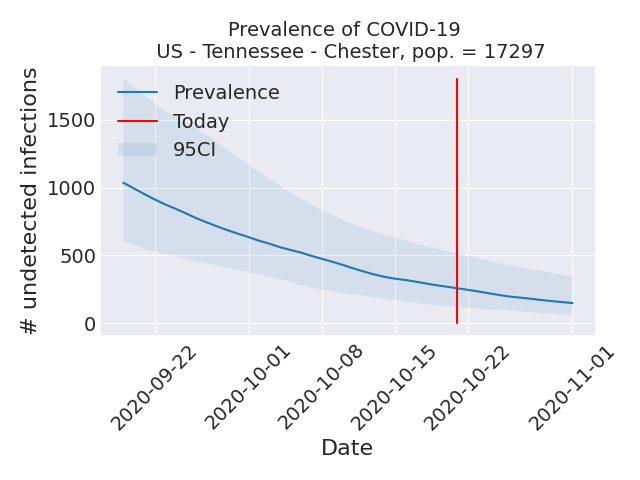 Prevalence of COVID-19
US - Tennessee - Chester, pop. = 17297
# undetected infections
1500
1000
500
0
Prevalence
Today
95CI
2020-09-22
2020-10-01
2020-10-08
2020-10-15
2020-10-22
2020-11-01
Date